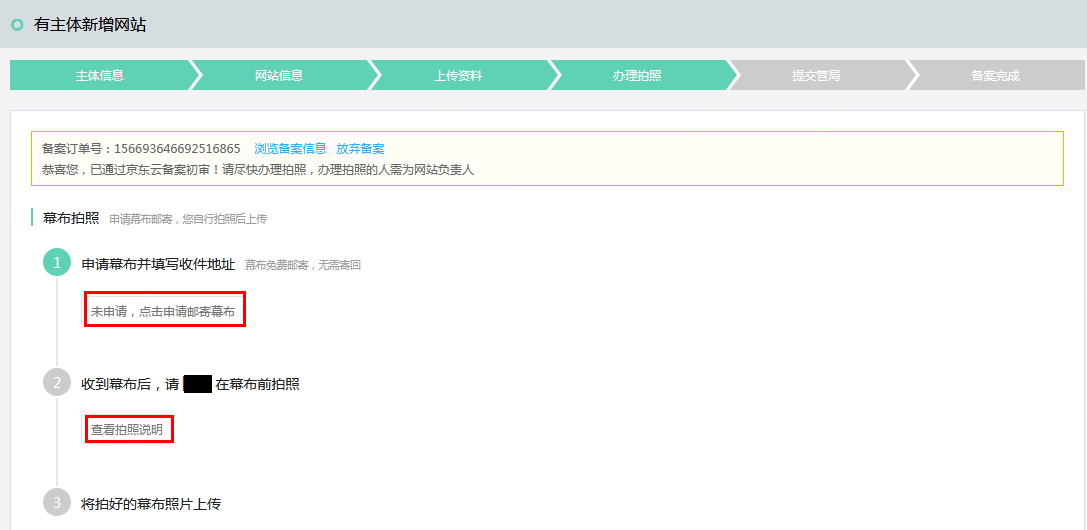 有主体新增网站
主体信息 网站信息 上传资料 办理拍照 提交管局 备案完成
备案订单号：156693646692516865 浏览备案信息 放弃备案
恭喜您，已通过京东云备案初审！请尽快办理拍照，办理拍照的人需为网站负责人
幕布拍照 申请幕布邮寄，您自行拍照后上传
1 申请幕布并填写收件地址 幕布免费邮寄，无需寄回
未申请，点击申请邮寄幕布
2 收到幕布后，请 在幕布前拍照
查看拍照说明
3 将拍好的幕布照片上传